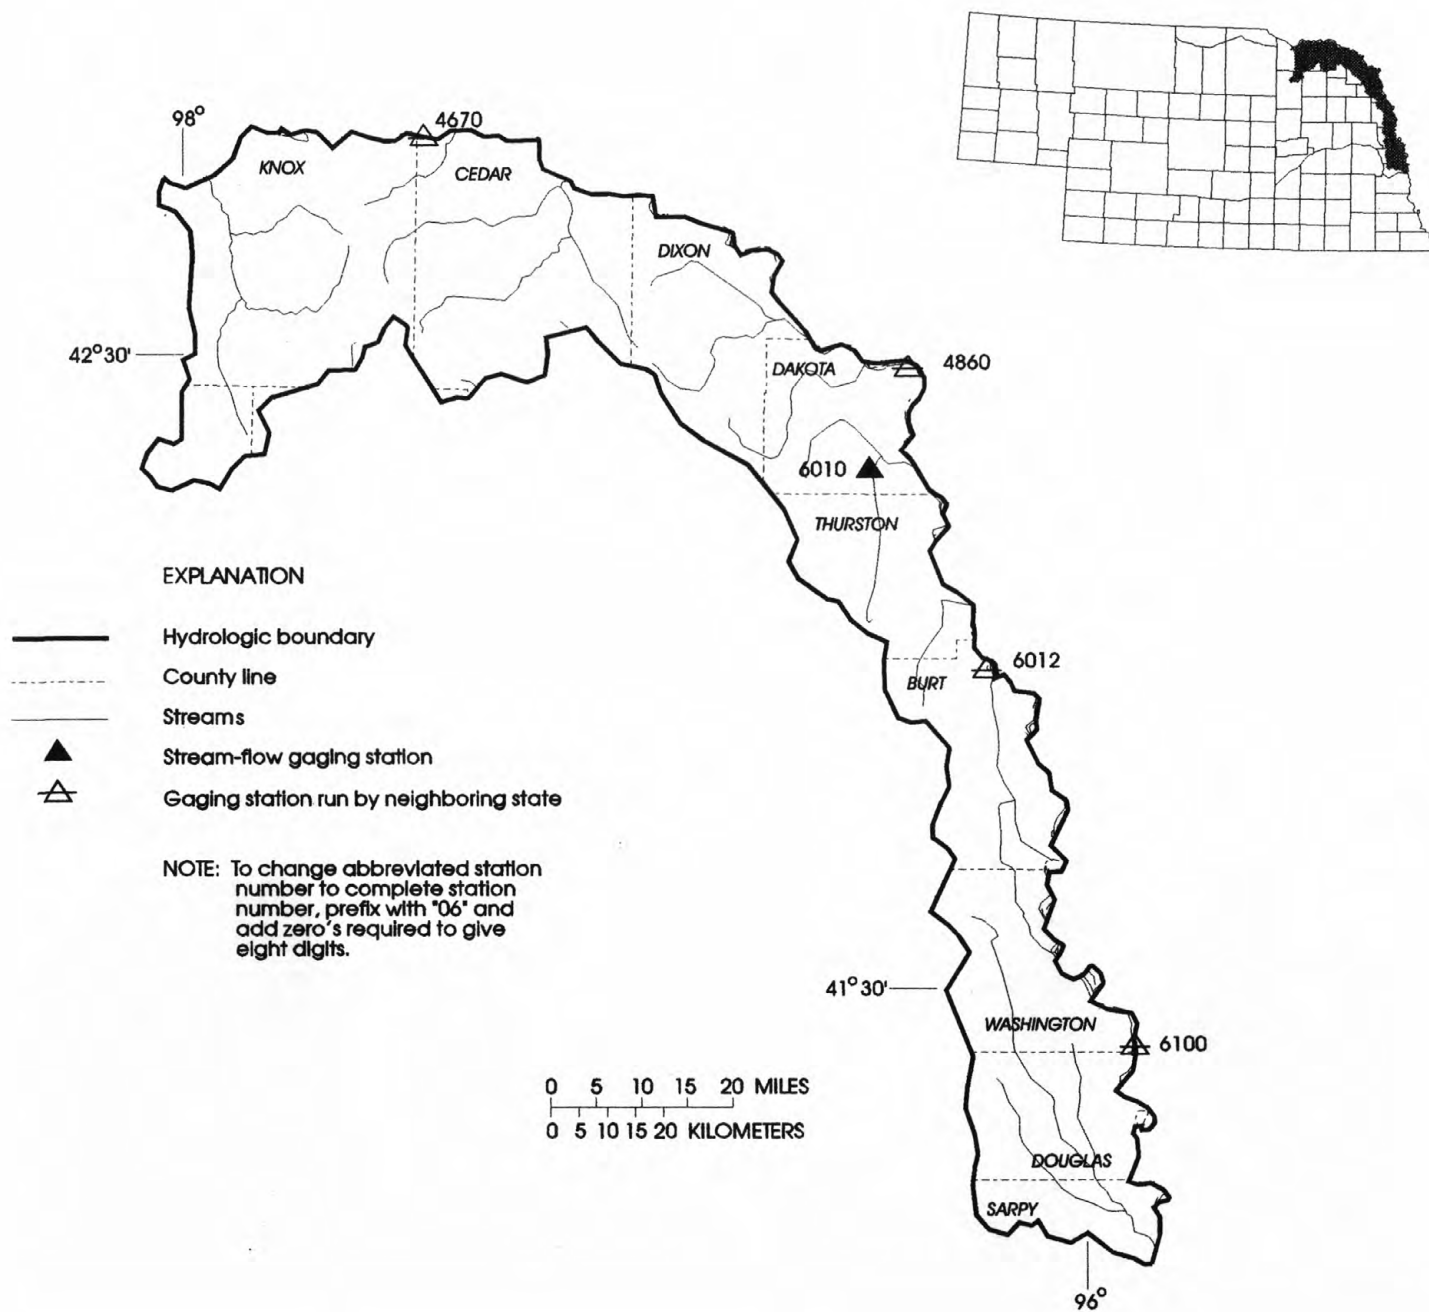 98°
4670
KNOX
CEDAR
DIXON
42°30'
DAKOTA
4860
6010
THURSTON
EXPLANATION
Hydrologic boundary
County line
Streams
Stream-flow gaging station
Gaging station run by neighboring state
6012
BURT
NOTE: To change abbreviated station
number to complete station
number, prefix with "06" and
add zero's required to give
eight digits.
41°30'
WASHINGTON
6100
0 5 10 15 20 MILES
0 5 10 15 20 KILOMETERS
DOUGLAS
SARPY
96°